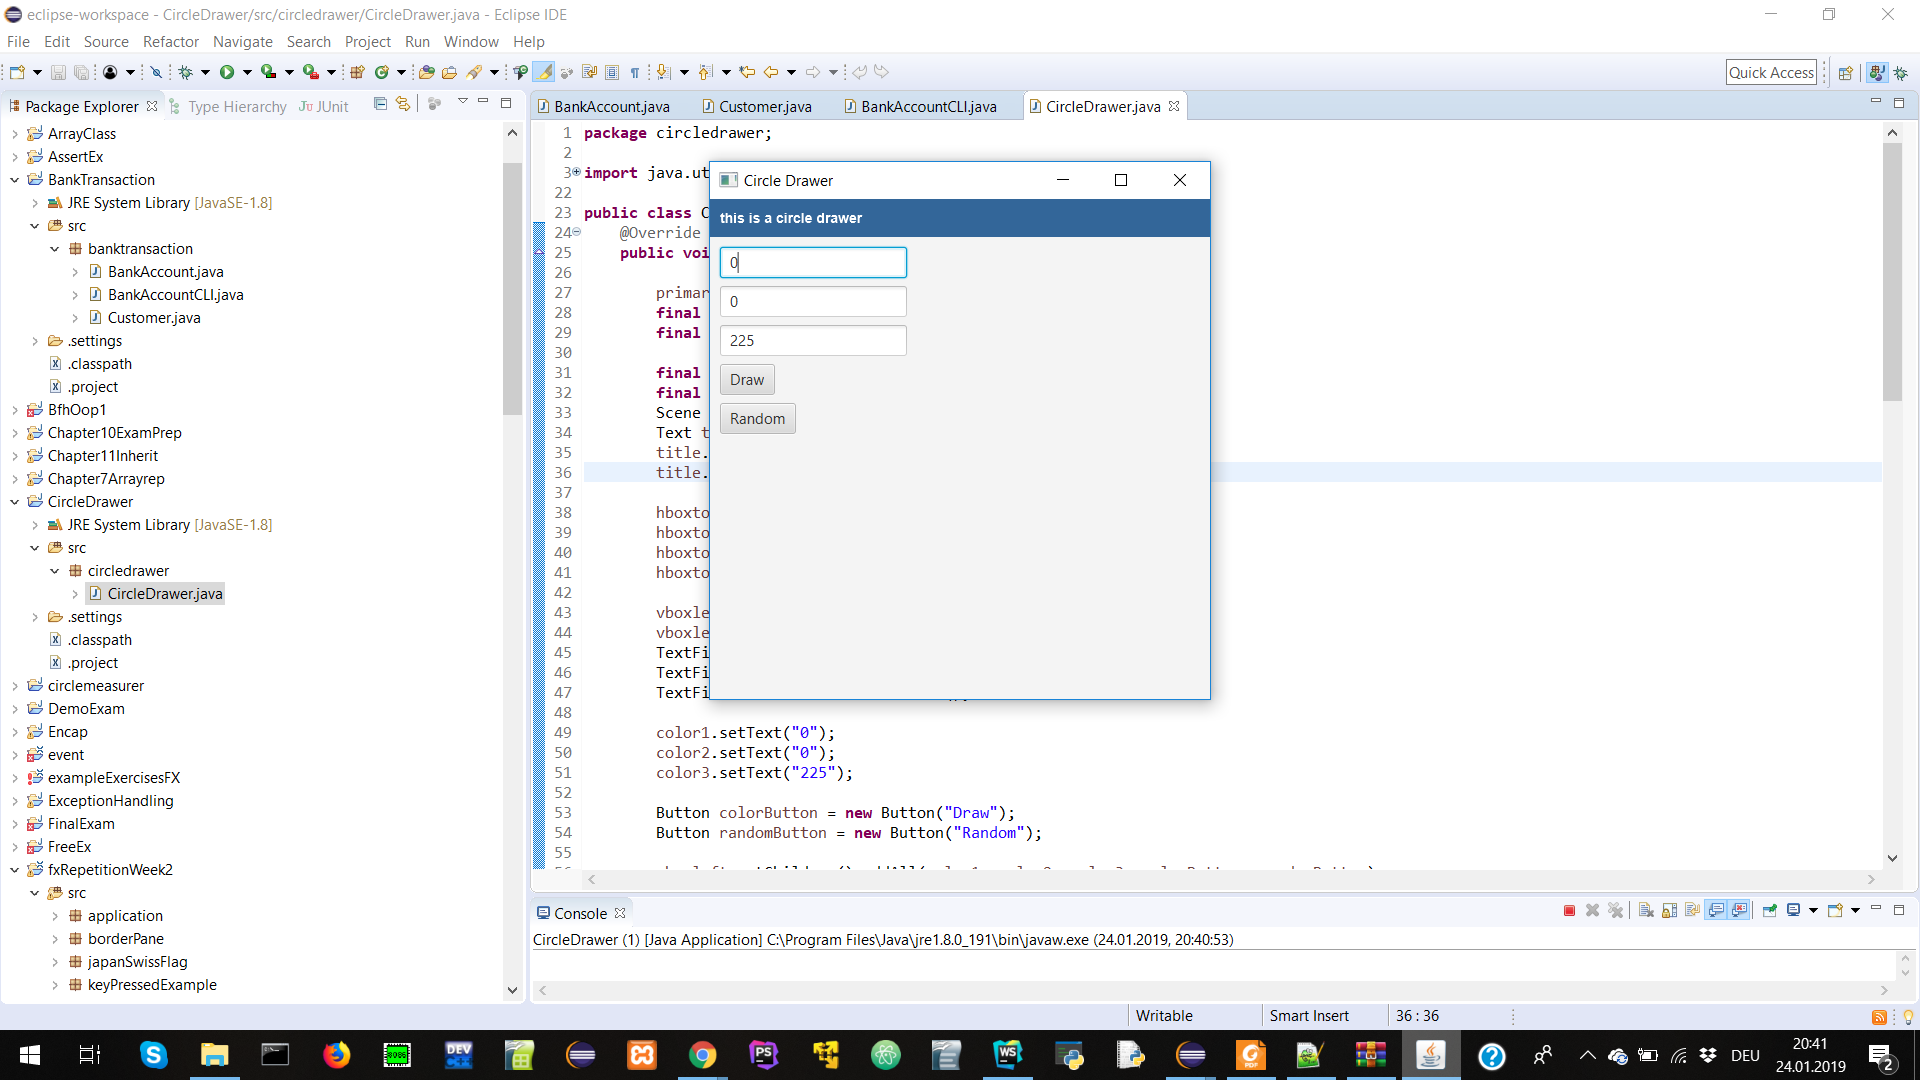 eclipse-workspace - CircleDrawer/src/circledrawer/CircleDrawer.java - Eclipse IDE
File Edit Source Refactor Navigate Search Project Run Window Help
Quick Access
Package Explorer Type Hierarchy JUnit
ArrayClass
AssertEx
BankTransaction
JRE System Library [JavaSE-1.8]
src
banktransaction
BankAccount.java
BankAccountCLI.java
Customer.java
.settings
.classpath
.project
BfhOop1
Chapter10ExamPrep
Chapter11Inherit
Chapter7Arrayrep
CircleDrawer
JRE System Library [JavaSE-1.8]
src
circledrawer
CircleDrawer.java
.settings
.classpath
.project
circlemeasurer
DemoExam
Encap
event
exampleExercisesFX
ExceptionHandling
FinalExam
FreeEx
fxRepetitionWeek2
src
application
borderPane
japanSwissFlag
keyPressedExample
BankAccount.java Customer.java BankAccountCLI.java CircleDrawer.java
1 package circledrawer;
2
3 import java.ut
22
23 public class C
24 @Override
25 public voi
26
27 primar
28 final
29 final
30
31 final
32 final
33 Scene
34 Text t
35 title.
36 title.
37
38 hboxto
39 hboxto
40 hboxto
41 hboxto
42
43 vboxle
44 vboxle
45 TextFi
46 TextFi
47 TextFi
48
49 color1.setText("0");
50 color2.setText("0");
51 color3.setText("225");
52
53 Button colorButton = new Button("Draw");
54 Button randomButton = new Button("Random");
55
Circle Drawer
this is a circle drawer
0
0
225
Draw
Random
Console
CircleDrawer (1) [Java Application] C:\Program Files\Java\jre1.8.0_191\bin\javaw.exe (24.01.2019, 20:40:53)
Writable Smart Insert 36 : 36
DEU
20:41
24.01.2019
2